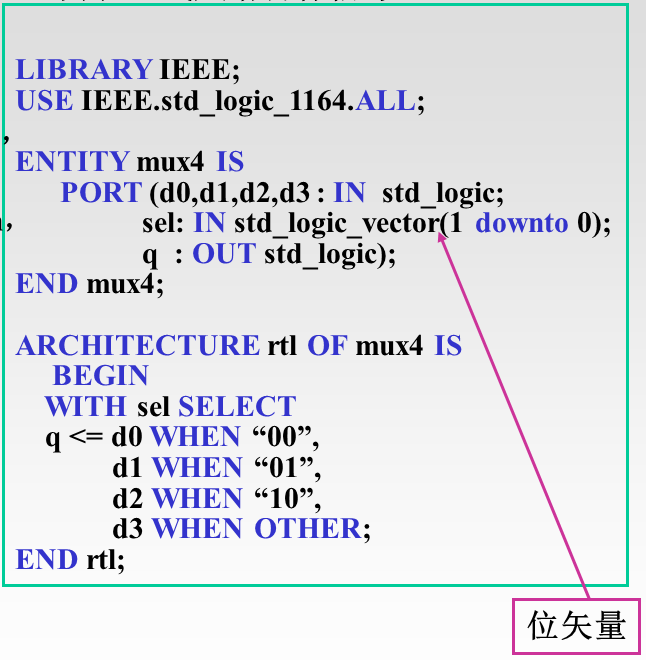 LIBRARY IEEE;
USE IEEE.std_logic_1164.ALL;
,
ENTITY mux4 IS
PORT (d0,d1,d2,d3 : IN std_logic;
sel: IN std_logic_vector(1 downto 0);
q : OUT std_logic);
END mux4;
ARCHITECTURE rtl OF mux4 IS
BEGIN
WITH sel SELECT
q <= d0 WHEN “00”,
d1 WHEN “01”,
d2 WHEN “10”,
d3 WHEN OTHER;
END rtl;
位矢量